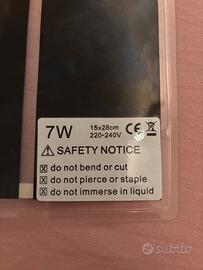 7W
15x28cm
220-240V
CE
⚠ SAFETY NOTICE
☒ do not bend or cut
☒ do not pierce or staple
☒ do not immerse in liquid
subito